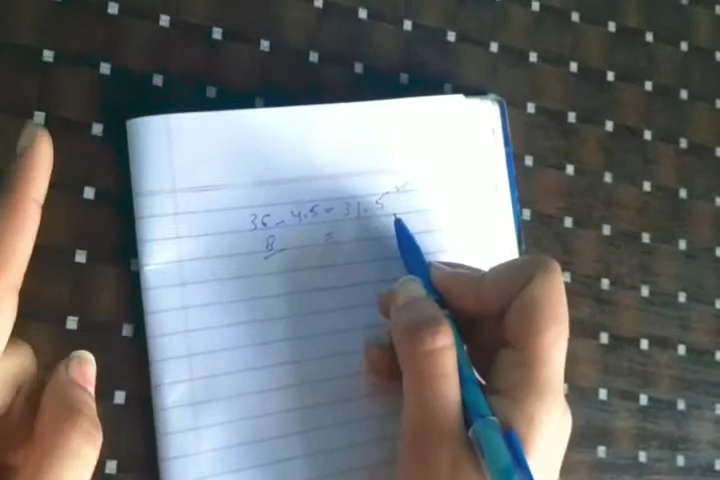 36 - 4.5 = 31.5
8 =